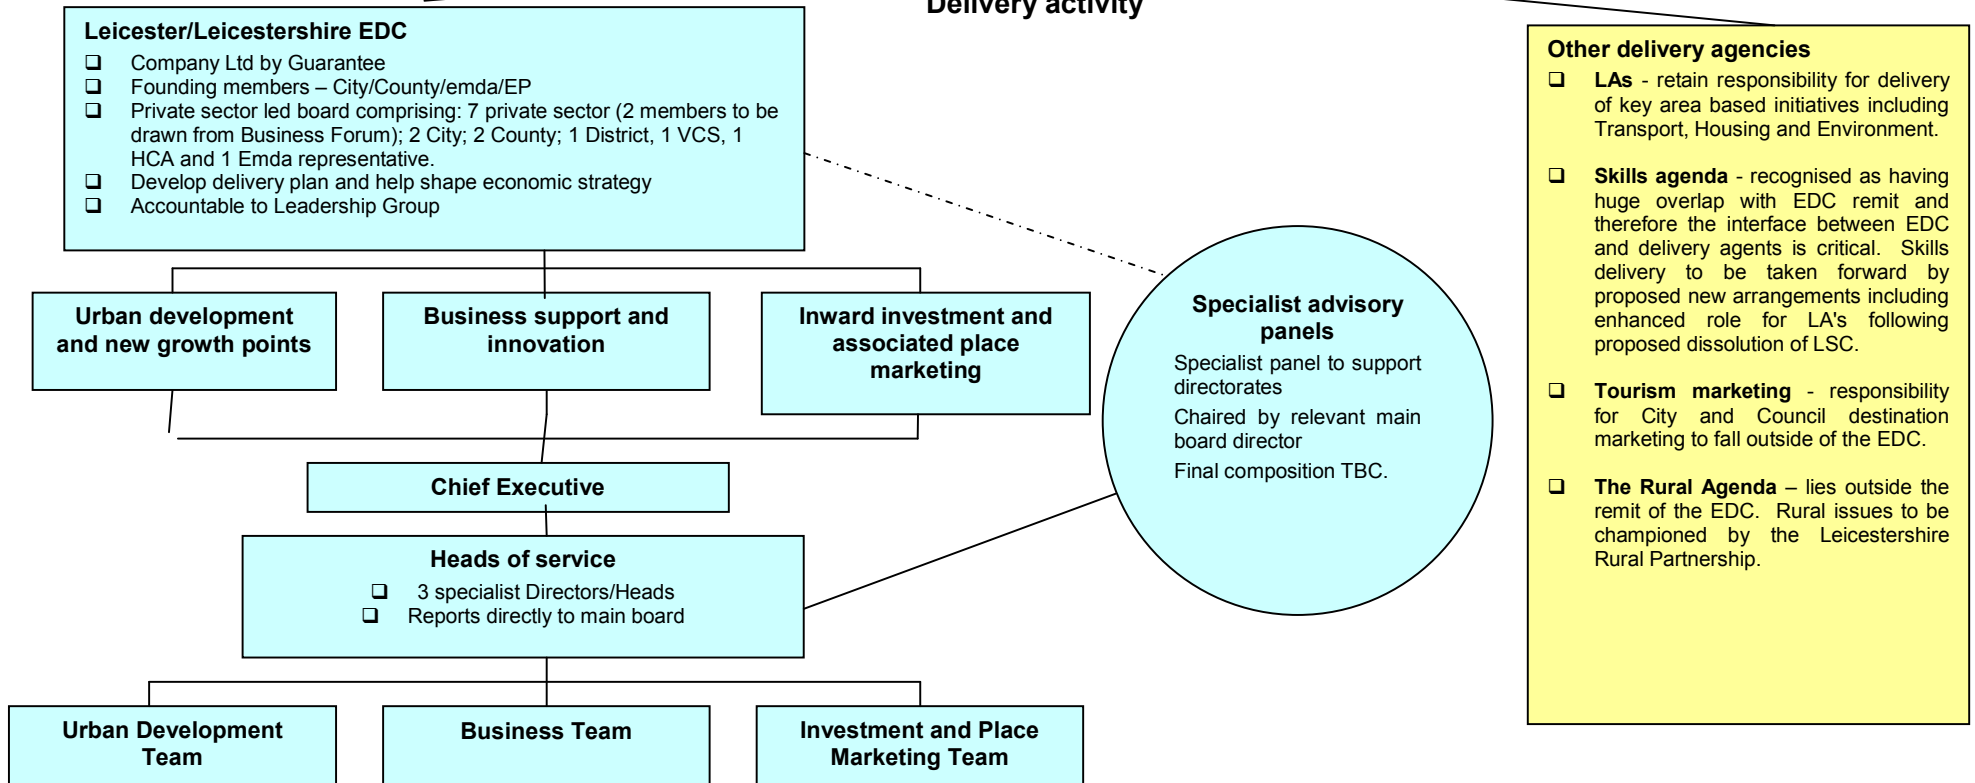 Delivery activity
Leicester/Leicestershire EDC
❑ Company Ltd by Guarantee
❑ Founding members – City/County/emda/EP
❑ Private sector led board comprising: 7 private sector (2 members to be
drawn from Business Forum); 2 City; 2 County; 1 District, 1 VCS, 1
HCA and 1 Emda representative.
❑ Develop delivery plan and help shape economic strategy
❑ Accountable to Leadership Group
Urban development
and new growth points
Business support and
innovation
Inward investment and
associated place
marketing
Chief Executive
Heads of service
❑ 3 specialist Directors/Heads
❑ Reports directly to main board
Urban Development
Team
Business Team
Investment and Place
Marketing Team
Specialist advisory
panels
Specialist panel to support
directorates
Chaired by relevant main
board director
Final composition TBC.
Other delivery agencies
❑ LAs - retain responsibility for delivery
of key area based initiatives including
Transport, Housing and Environment.
❑ Skills agenda - recognised as having
huge overlap with EDC remit and
therefore the interface between EDC
and delivery agents is critical. Skills
delivery to be taken forward by
proposed new arrangements including
enhanced role for LA's following
proposed dissolution of LSC.
❑ Tourism marketing - responsibility
for City and Council destination
marketing to fall outside of the EDC.
❑ The Rural Agenda – lies outside the
remit of the EDC. Rural issues to be
championed by the Leicestershire
Rural Partnership.